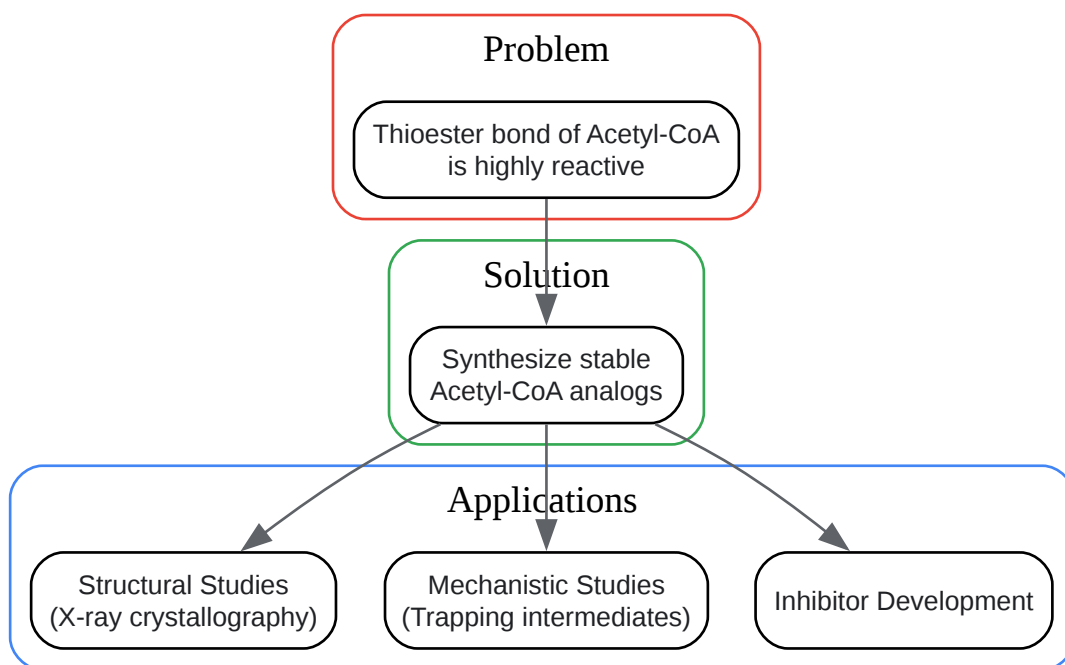 Problem
Thioester bond of Acetyl-CoA
is highly reactive
Solution
Synthesize stable
Acetyl-CoA analogs
Applications
Structural Studies
(X-ray crystallography)
Mechanistic Studies
(Trapping intermediates)
Inhibitor Development